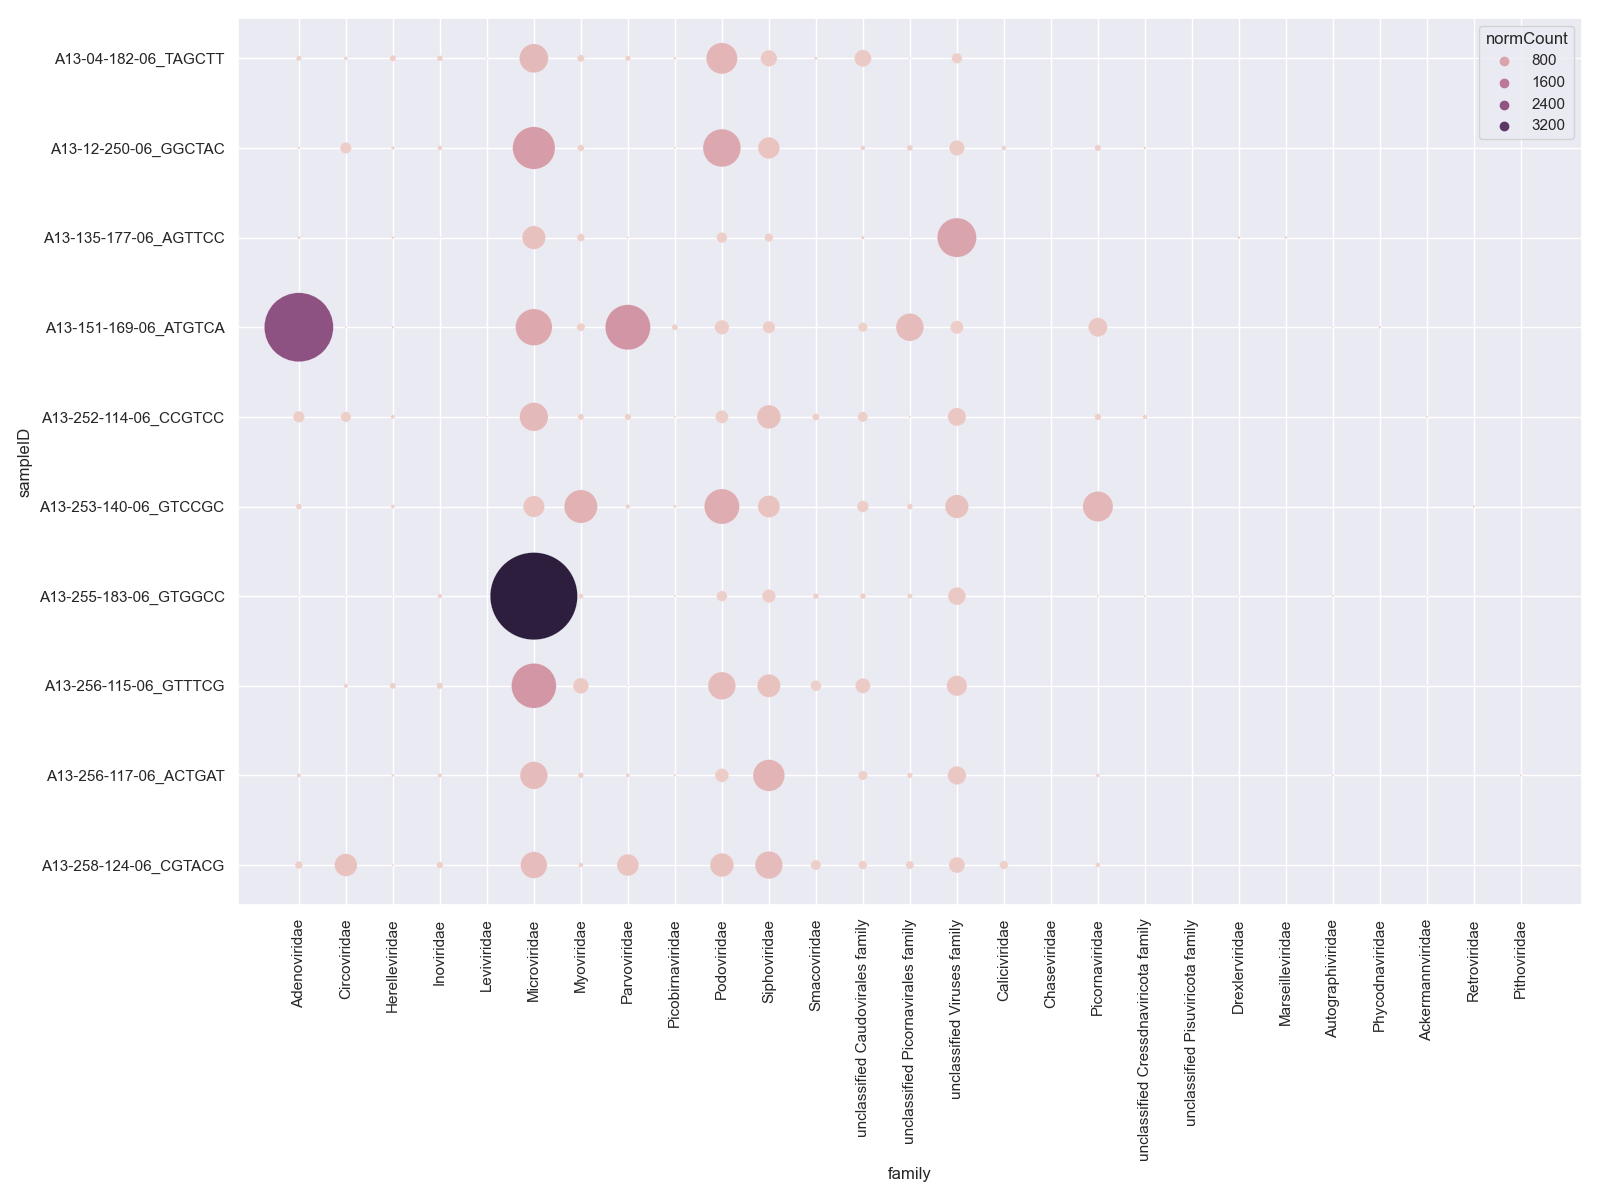 normCount
800
1600
2400
3200
sampleID
A13-04-182-06_TAGCTT
A13-12-250-06_GGCTAC
A13-135-177-06_AGTTCC
A13-151-169-06_ATGTCA
A13-252-114-06_CCGTCC
A13-253-140-06_GTCCGC
A13-255-183-06_GTGGCC
A13-256-115-06_GTTTCG
A13-256-117-06_ACTGAT
A13-258-124-06_CGTACG
Adenoviridae
Circoviridae
Herelleviridae
Inoviridae
Leviviridae
Microviridae
Myoviridae
Parvoviridae
Picobirnaviridae
Podoviridae
Siphoviridae
Smacoviridae
unclassified Caudovirales family
unclassified Picornavirales family
unclassified Viruses family
Caliciviridae
Chaseviridae
Picornaviridae
unclassified Cressdnaviricota family
unclassified Pisuviricota family
Drexlerviridae
Marseilleviridae
Autographiviridae
Phycodnaviridae
Ackermannviridae
Retroviridae
Pithoviridae
family